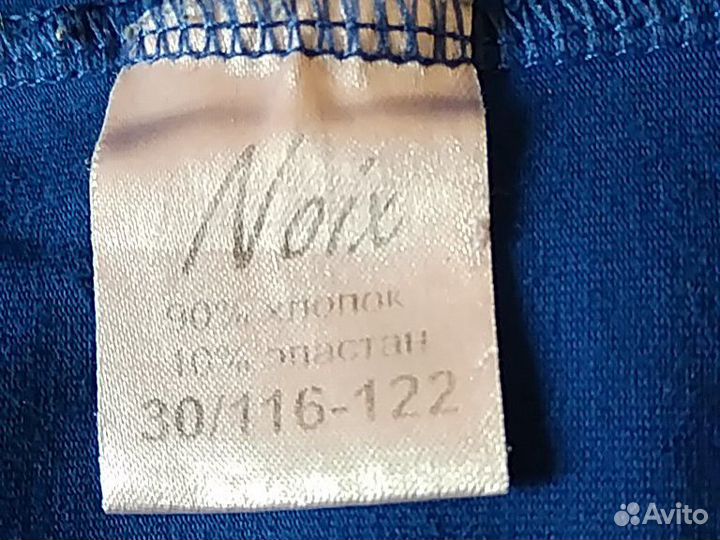 Noix
90% хлопок
10% эластан
30/116-122
Avito